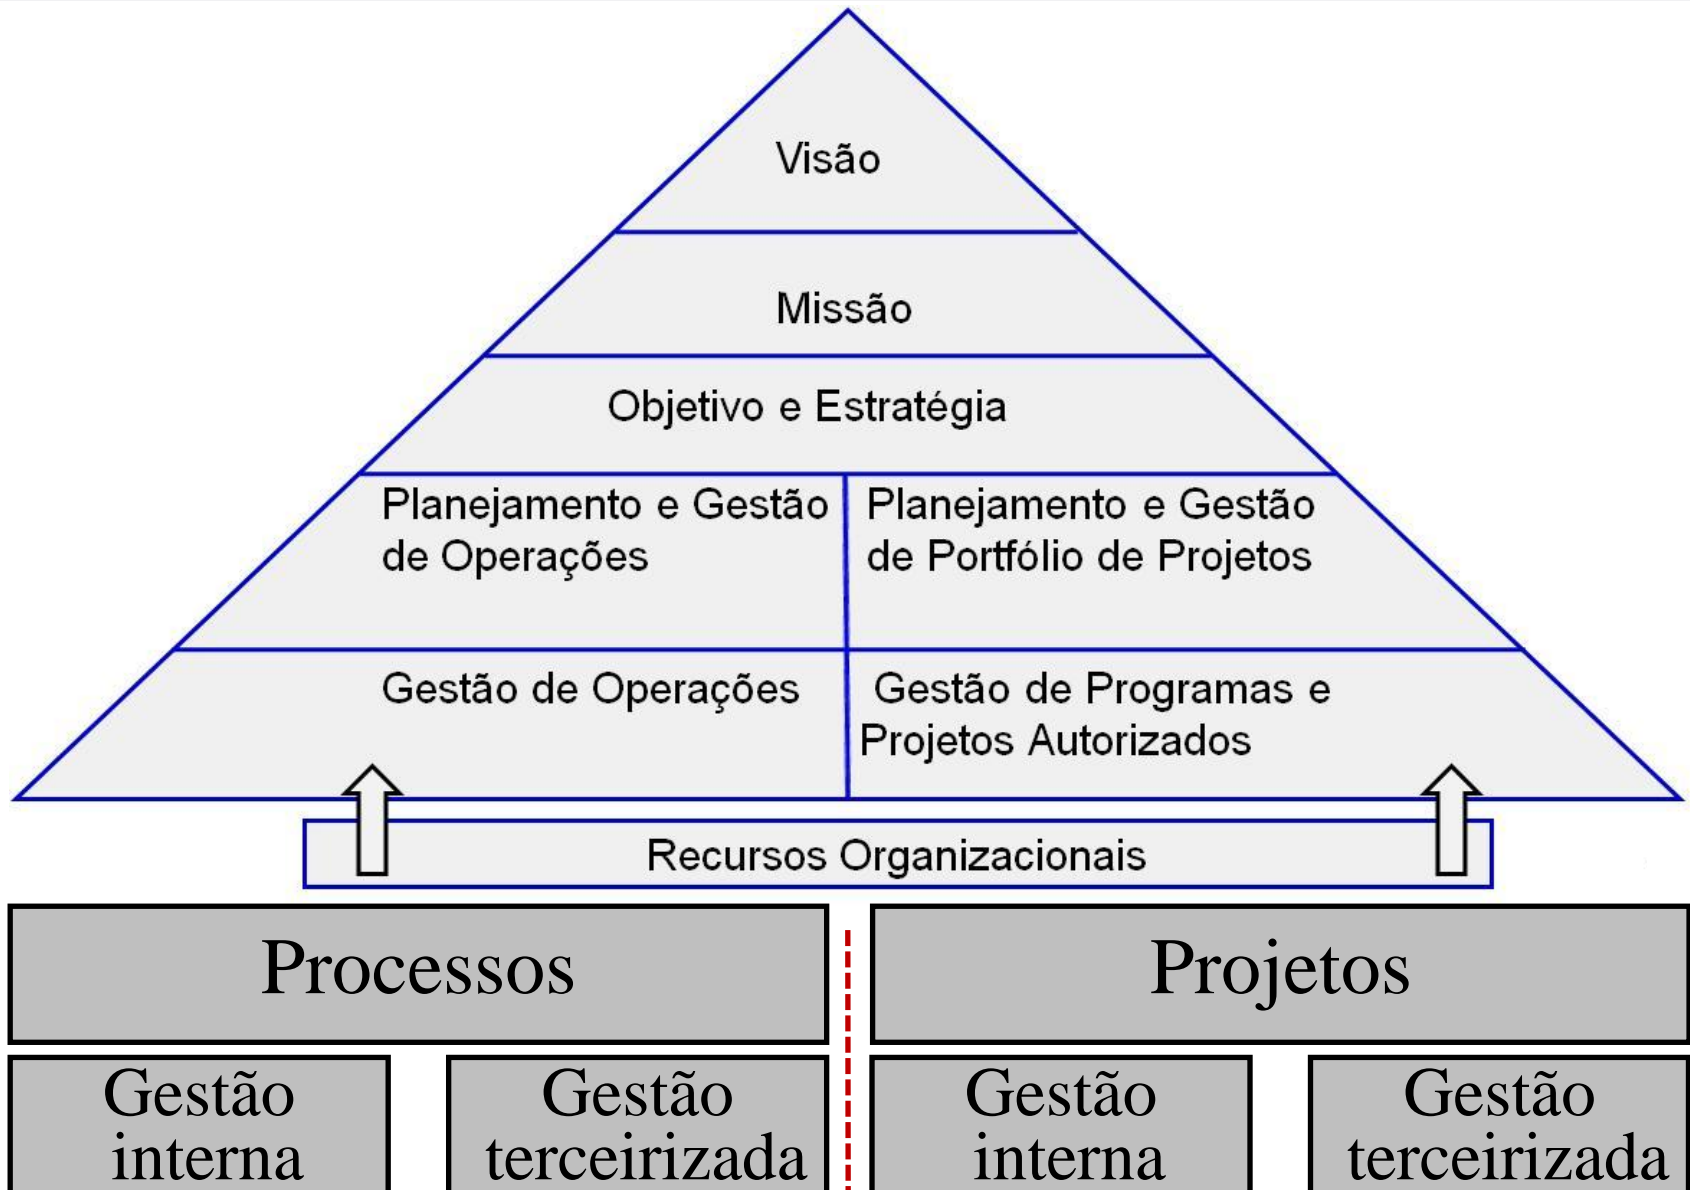 Visão
Missão
Objetivo e Estratégia
Planejamento e Gestão
de Operações
Planejamento e Gestão
de Portfólio de Projetos
Gestão de Operações
Gestão de Programas e
Projetos Autorizados
Recursos Organizacionais
Processos
Projetos
Gestão
interna
Gestão
terceirizada
Gestão
interna
Gestão
terceirizada